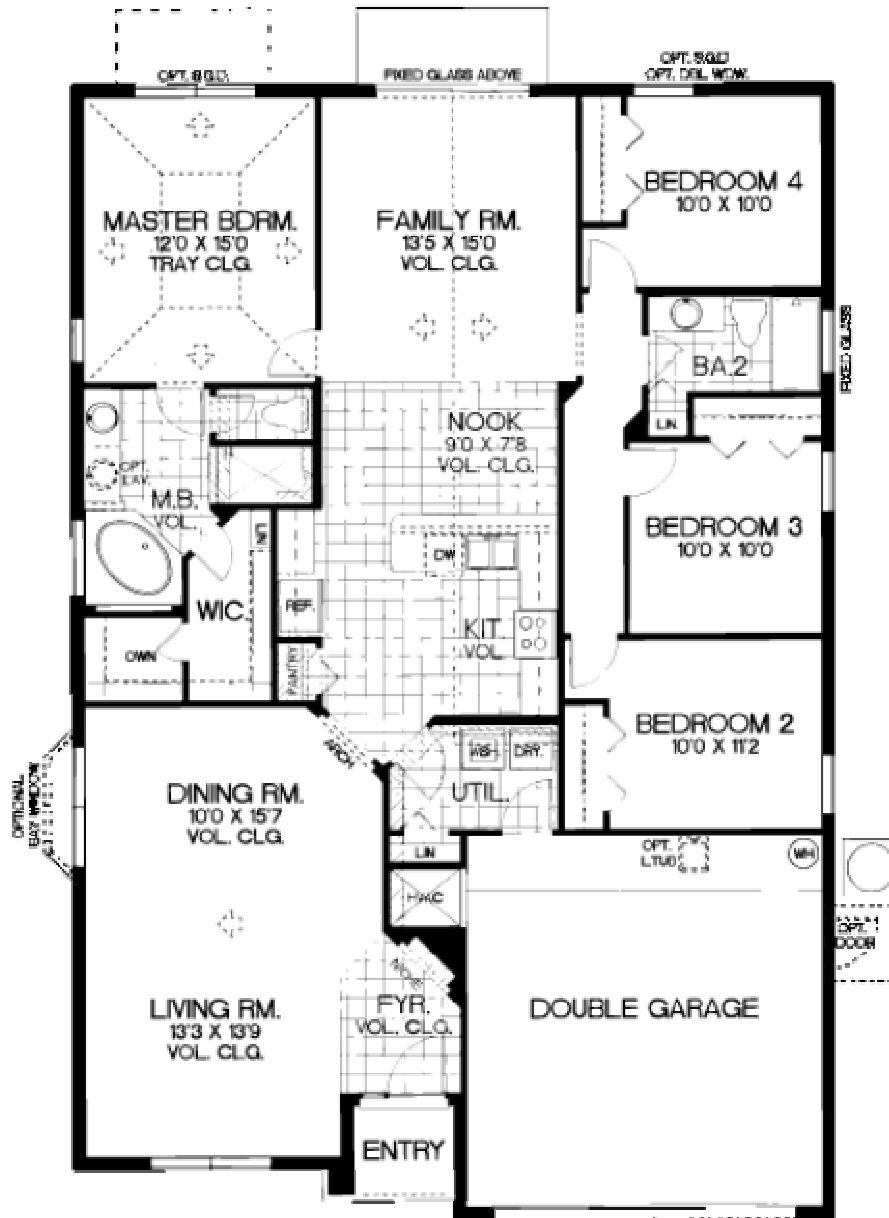 OPT. S.G.D.
FIXED GLASS ABOVE
OPT. S.G.D.
OPT. DBL. WDW.
MASTER BDRM.
12'0 X 15'0
TRAY CLG.
FAMILY RM.
13'5 X 15'0
VOL. CLG.
BEDROOM 4
10'0 X 10'0
FIXED GLASS
BA.2
LIN.
NOOK
9'0 X 7'8
VOL. CLG.
OPT.
LAV.
M.B.
VOL.
LIN
BEDROOM 3
10'0 X 10'0
DW
REF.
WIC
KIT.
VOL.
OWN
PANTRY
BEDROOM 2
10'0 X 11'2
ARCH
WSH
DRY.
UTIL.
OPTIONAL
BAY WINDOW
DINING RM.
10'0 X 15'7
VOL. CLG.
LIN
OPT.
L.TUB
WH
HVAC
OPT.
DOOR
NICHE
LIVING RM.
13'3 X 13'9
VOL. CLG.
FYR.
VOL. CLG.
DOUBLE GARAGE
ENTRY